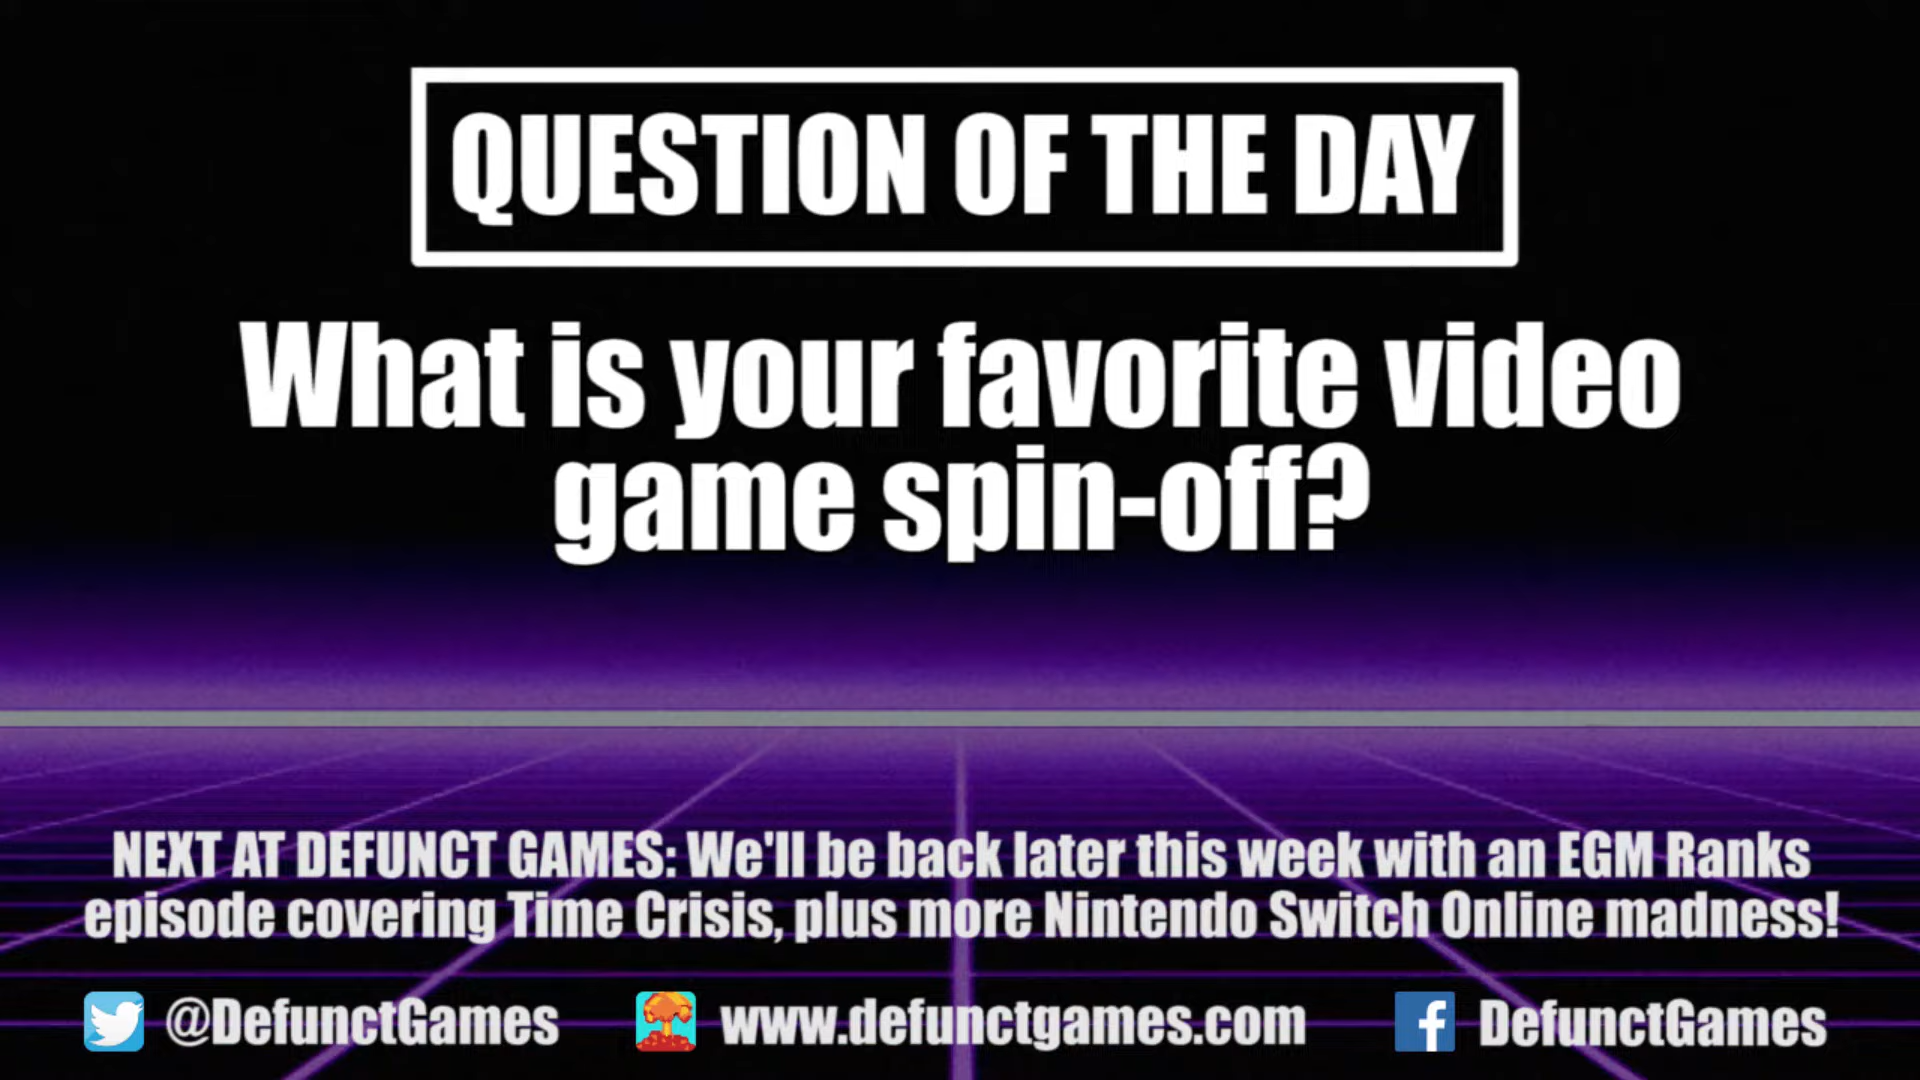 QUESTION OF THE DAY
What is your favorite video
game spin-off?
NEXT AT DEFUNCT GAMES: We'll be back later this week with an EGM Ranks
episode covering Time Crisis, plus more Nintendo Switch Online madness!
@DefunctGames www.defunctgames.com DefunctGames